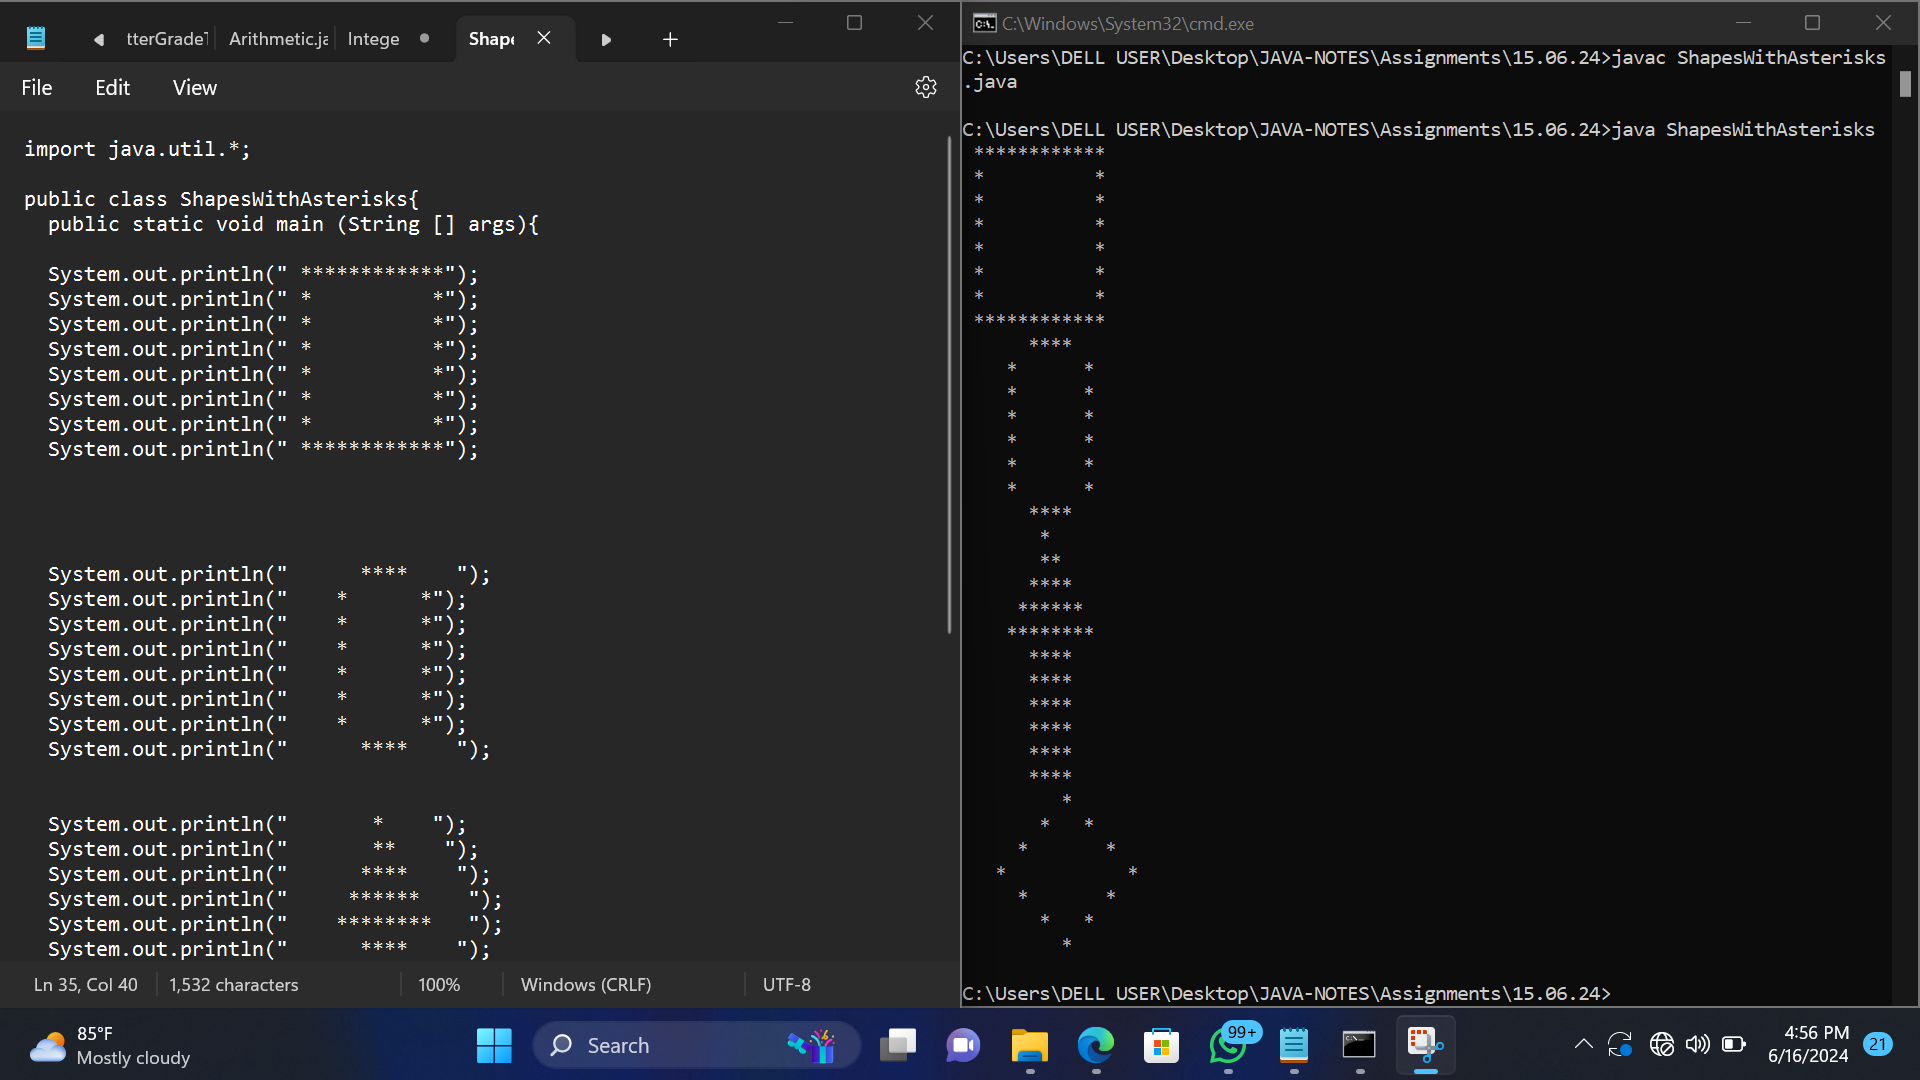 tterGradeT
Arithmetic.ja
Intege
Shape
File
Edit
View
import java.util.*;
public class ShapesWithAsterisks{
  public static void main (String [] args){
  System.out.println(" ************");
  System.out.println(" *          *");
  System.out.println(" *          *");
  System.out.println(" *          *");
  System.out.println(" *          *");
  System.out.println(" *          *");
  System.out.println(" *          *");
  System.out.println(" ************");
  System.out.println("      ****    ");
  System.out.println("    *      *");
  System.out.println("    *      *");
  System.out.println("    *      *");
  System.out.println("    *      *");
  System.out.println("    *      *");
  System.out.println("    *      *");
  System.out.println("      ****    ");
  System.out.println("       *    ");
  System.out.println("       **    ");
  System.out.println("      ****    ");
  System.out.println("     ******    ");
  System.out.println("    ********   ");
  System.out.println("      ****    ");
Ln 35, Col 40
1,532 characters
100%
Windows (CRLF)
UTF-8
C:\Windows\System32\cmd.exe
C:\Users\DELL USER\Desktop\JAVA-NOTES\Assignments\15.06.24>javac ShapesWithAsterisks
.java
C:\Users\DELL USER\Desktop\JAVA-NOTES\Assignments\15.06.24>java ShapesWithAsterisks
 ************
 *          *
 *          *
 *          *
 *          *
 *          *
 *          *
 ************
      ****
    *      *
    *      *
    *      *
    *      *
    *      *
    *      *
      ****
       *
       **
      ****
     ******
    ********
      ****
      ****
      ****
      ****
      ****
      ****
         *
       *   *
     *       *
   *           *
     *       *
       *   *
         *
C:\Users\DELL USER\Desktop\JAVA-NOTES\Assignments\15.06.24>
85°F
Mostly cloudy
Search
99+
4:56 PM
6/16/2024
21